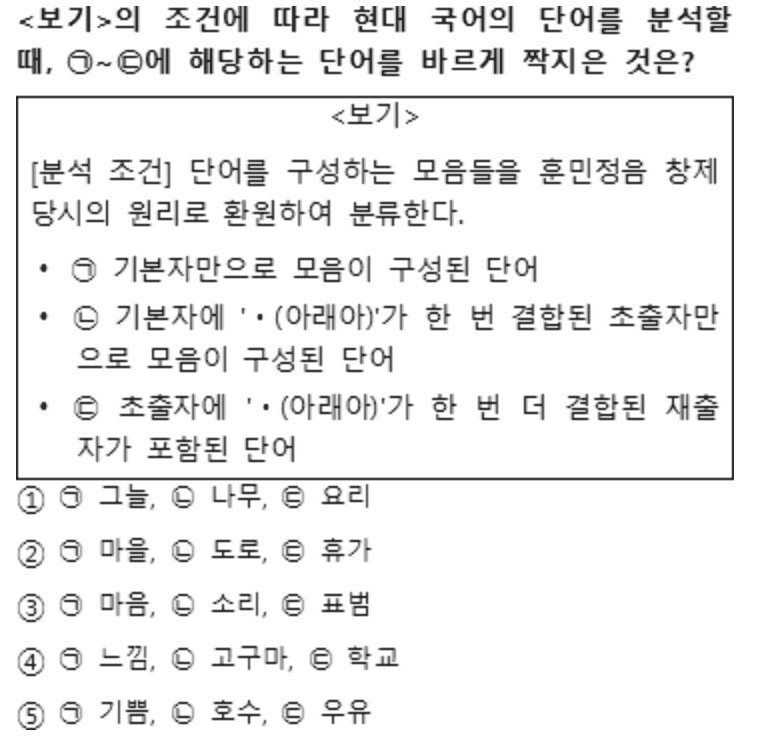 <보기>의 조건에 따라 현대 국어의 단어를 분석할
때, ㉠~㉢에 해당하는 단어를 바르게 짝지은 것은?
<보기>
[분석 조건] 단어를 구성하는 모음들을 훈민정음 창제
당시의 원리로 환원하여 분류한다.
• ㉠ 기본자만으로 모음이 구성된 단어
• ㉡ 기본자에 'ㆍ(아래아)'가 한 번 결합된 초출자만
으로 모음이 구성된 단어
• ㉢ 초출자에 'ㆍ(아래아)'가 한 번 더 결합된 재출
자가 포함된 단어
① ㉠ 그늘, ㉡ 나무, ㉢ 요리
② ㉠ 마을, ㉡ 도로, ㉢ 휴가
③ ㉠ 마음, ㉡ 소리, ㉢ 표범
④ ㉠ 느낌, ㉡ 고구마, ㉢ 학교
⑤ ㉠ 기쁨, ㉡ 호수, ㉢ 우유